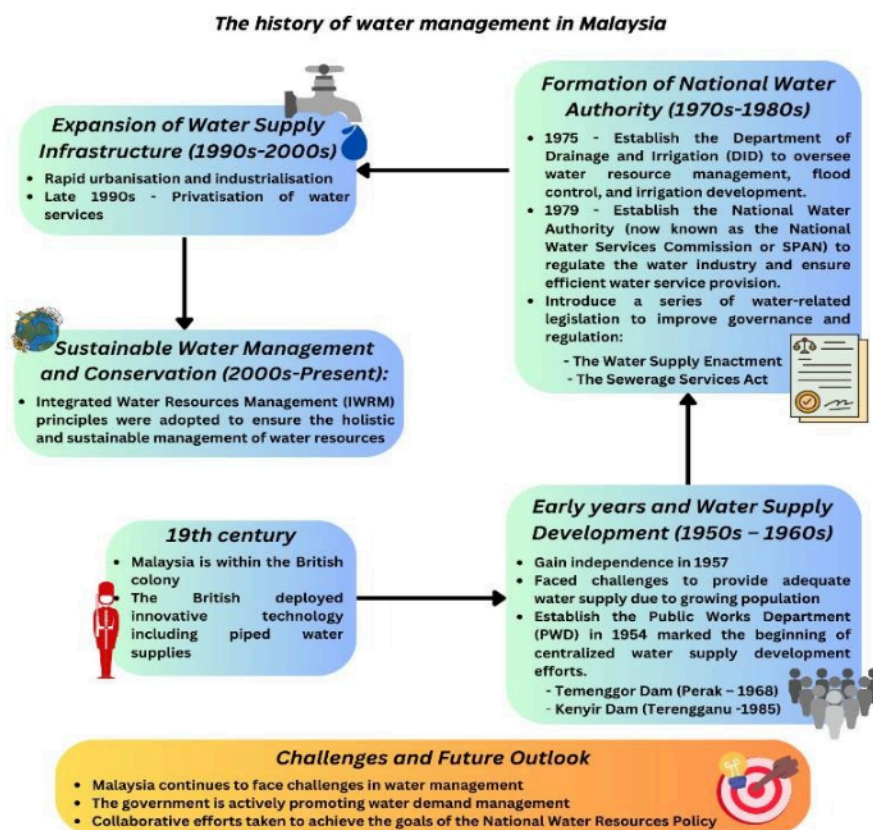 The history of water management in Malaysia
19th century
• Malaysia is within the British
colony
• The British deployed
innovative technology
including piped water
supplies
Early years and Water Supply
Development (1950s – 1960s)
• Gain independence in 1957
• Faced challenges to provide adequate
water supply due to growing population
• Establish the Public Works Department
(PWD) in 1954 marked the beginning of
centralized water supply development
efforts.
- Temenggor Dam (Perak – 1968)
- Kenyir Dam (Terengganu -1985)
Formation of National Water
Authority (1970s-1980s)
• 1975 - Establish the Department of
Drainage and Irrigation (DID) to oversee
water resource management, flood
control, and irrigation development.
• 1979 - Establish the National Water
Authority (now known as the National
Water Services Commission or SPAN) to
regulate the water industry and ensure
efficient water service provision.
• Introduce a series of water-related
legislation to improve governance and
regulation:
- The Water Supply Enactment
- The Sewerage Services Act
Expansion of Water Supply
Infrastructure (1990s-2000s)
• Rapid urbanisation and industrialisation
• Late 1990s - Privatisation of water
services
Sustainable Water Management
and Conservation (2000s-Present):
• Integrated Water Resources Management (IWRM)
principles were adopted to ensure the holistic
and sustainable management of water resources
Challenges and Future Outlook
• Malaysia continues to face challenges in water management
• The government is actively promoting water demand management
• Collaborative efforts taken to achieve the goals of the National Water Resources Policy